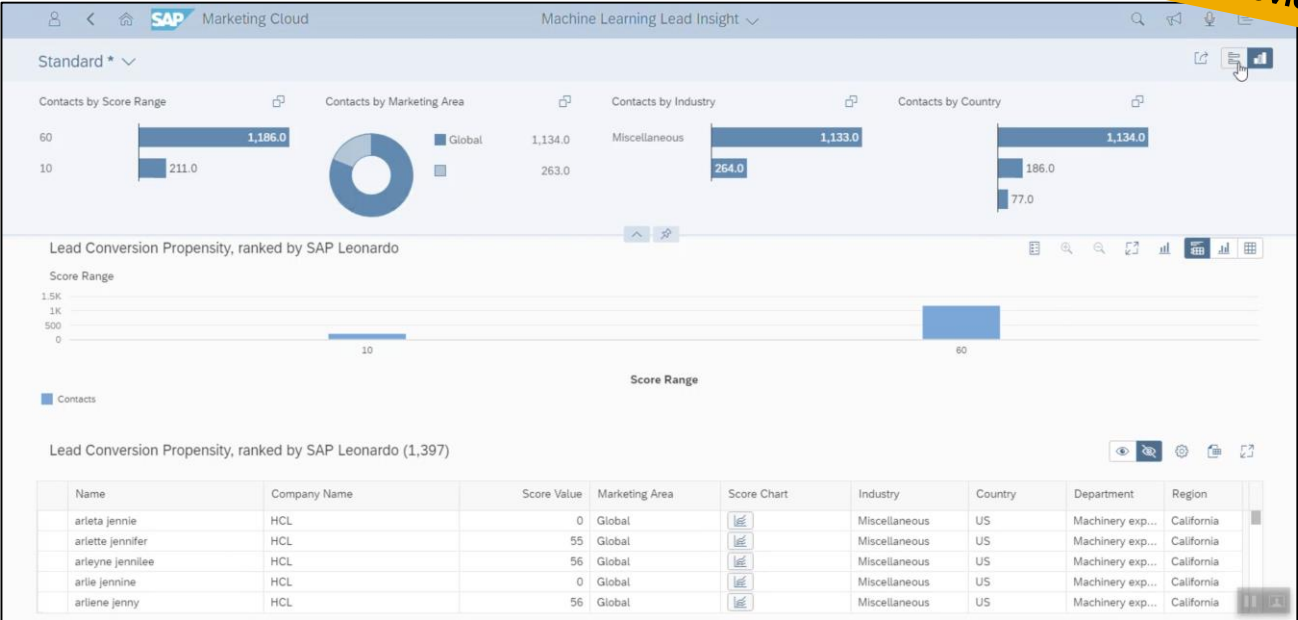 SAP Marketing Cloud Machine Learning Lead Insight
Standard *
Contacts by Score Range
60 1,186.0
10 211.0
Contacts by Marketing Area
Global 1,134.0
263.0
Contacts by Industry
Miscellaneous 1,133.0
264.0
Contacts by Country
1,134.0
186.0
77.0
Lead Conversion Propensity, ranked by SAP Leonardo
Score Range
1.5K
1K
500
0
10 60
Score Range
Contacts
Lead Conversion Propensity, ranked by SAP Leonardo (1,397)
Name Company Name Score Value Marketing Area Score Chart Industry Country Department Region
arleta jennie HCL 0 Global Miscellaneous US Machinery exp... California
arlette jennifer HCL 55 Global Miscellaneous US Machinery exp... California
arleyne jennilee HCL 56 Global Miscellaneous US Machinery exp... California
arlie jennine HCL 0 Global Miscellaneous US Machinery exp... California
arliene jenny HCL 56 Global Miscellaneous US Machinery exp... California